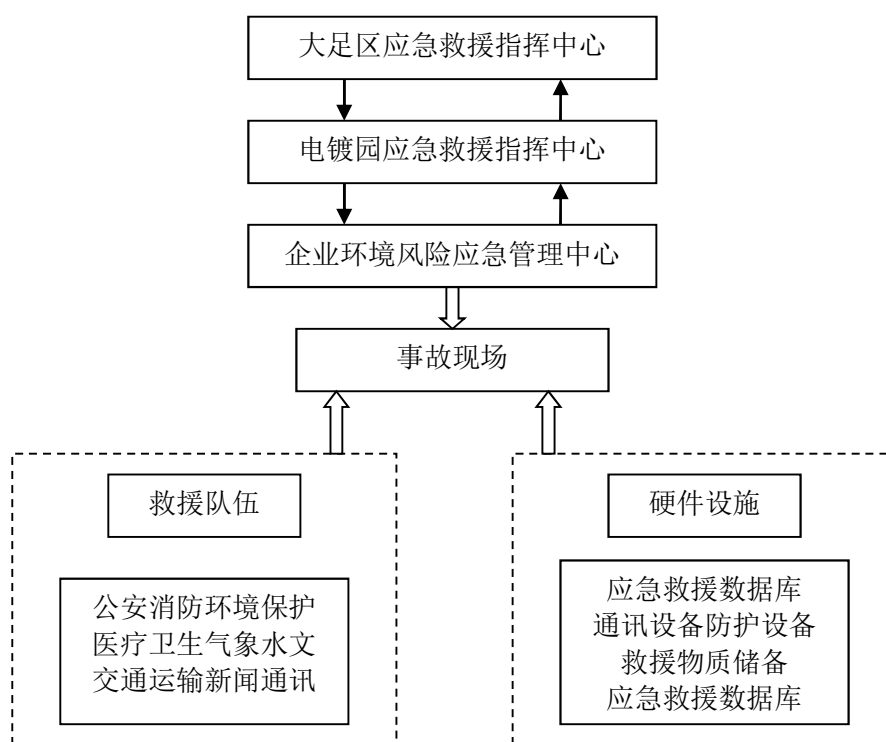 大足区应急救援指挥中心
电镀园应急救援指挥中心
企业环境风险应急管理中心
事故现场
救援队伍
公安消防环境保护
医疗卫生气象水文
交通运输新闻通讯
硬件设施
应急救援数据库
通讯设备防护设备
救援物质储备
应急救援数据库